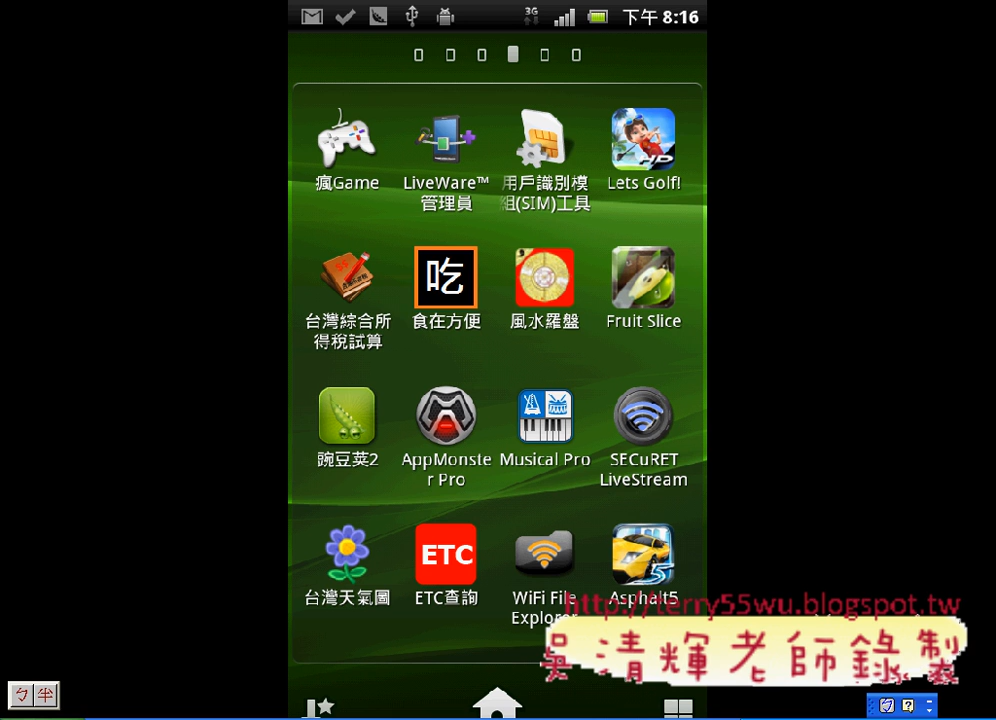 3G 下午 8:16
瘋Game
LiveWare™
管理員
用戶識別模
組(SIM)工具
HD
Lets Golf!
台灣綜合所
得稅試算
吃
食在方便
風水羅盤
Fruit Slice
豌豆莢2
AppMonste
r Pro
Musical Pro
SECuRET
LiveStream
台灣天氣圖
ETC
ETC查詢
WiFi File
Explorer
5
Asphalt5
http://terry55wu.blogspot.tw
吳清輝老師錄製
ㄅ半